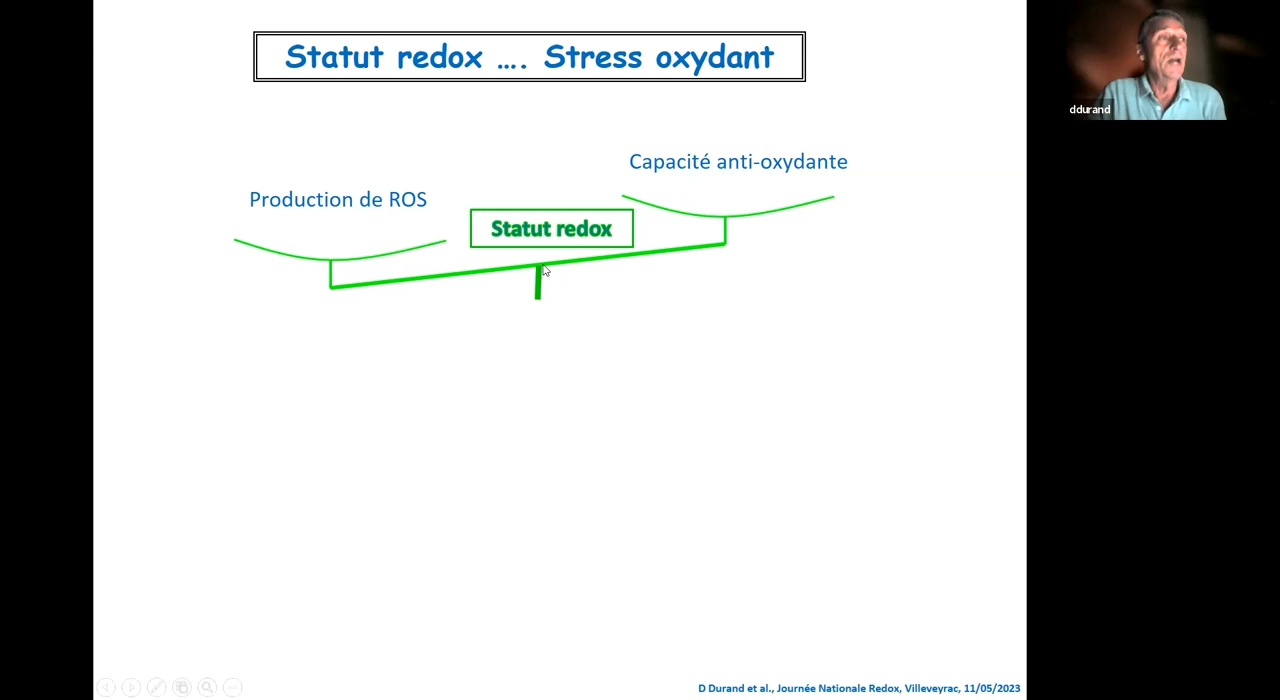 Statut redox .... Stress oxydant
ddurand
Capacité anti-oxydante
Production de ROS
Statut redox
D Durand et al., Journée Nationale Redox, Villeveyrac, 11/05/2023